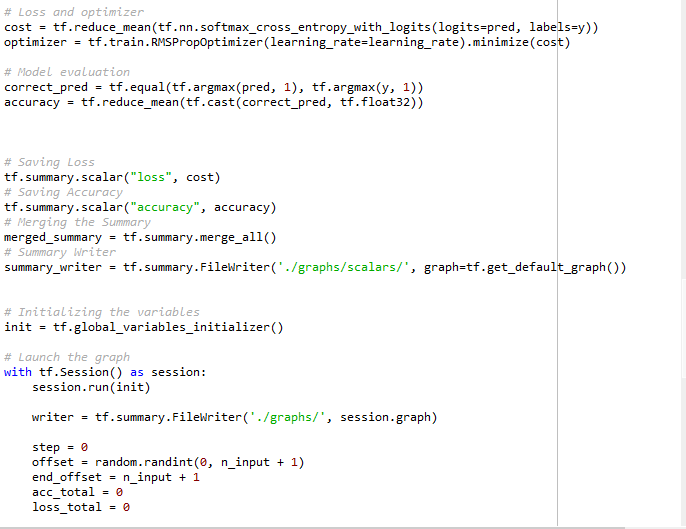 # Loss and optimizer
cost = tf.reduce_mean(tf.nn.softmax_cross_entropy_with_logits(logits=pred, labels=y))
optimizer = tf.train.RMSPropOptimizer(learning_rate=learning_rate).minimize(cost)
# Model evaluation
correct_pred = tf.equal(tf.argmax(pred, 1), tf.argmax(y, 1))
accuracy = tf.reduce_mean(tf.cast(correct_pred, tf.float32))
# Saving Loss
tf.summary.scalar("loss", cost)
# Saving Accuracy
tf.summary.scalar("accuracy", accuracy)
# Merging the Summary
merged_summary = tf.summary.merge_all()
# Summary Writer
summary_writer = tf.summary.FileWriter('./graphs/scalars/', graph=tf.get_default_graph())
# Initializing the variables
init = tf.global_variables_initializer()
# Launch the graph
with tf.Session() as session:
    session.run(init)
    writer = tf.summary.FileWriter('./graphs/', session.graph)
    step = 0
    offset = random.randint(0, n_input + 1)
    end_offset = n_input + 1
    acc_total = 0
    loss_total = 0